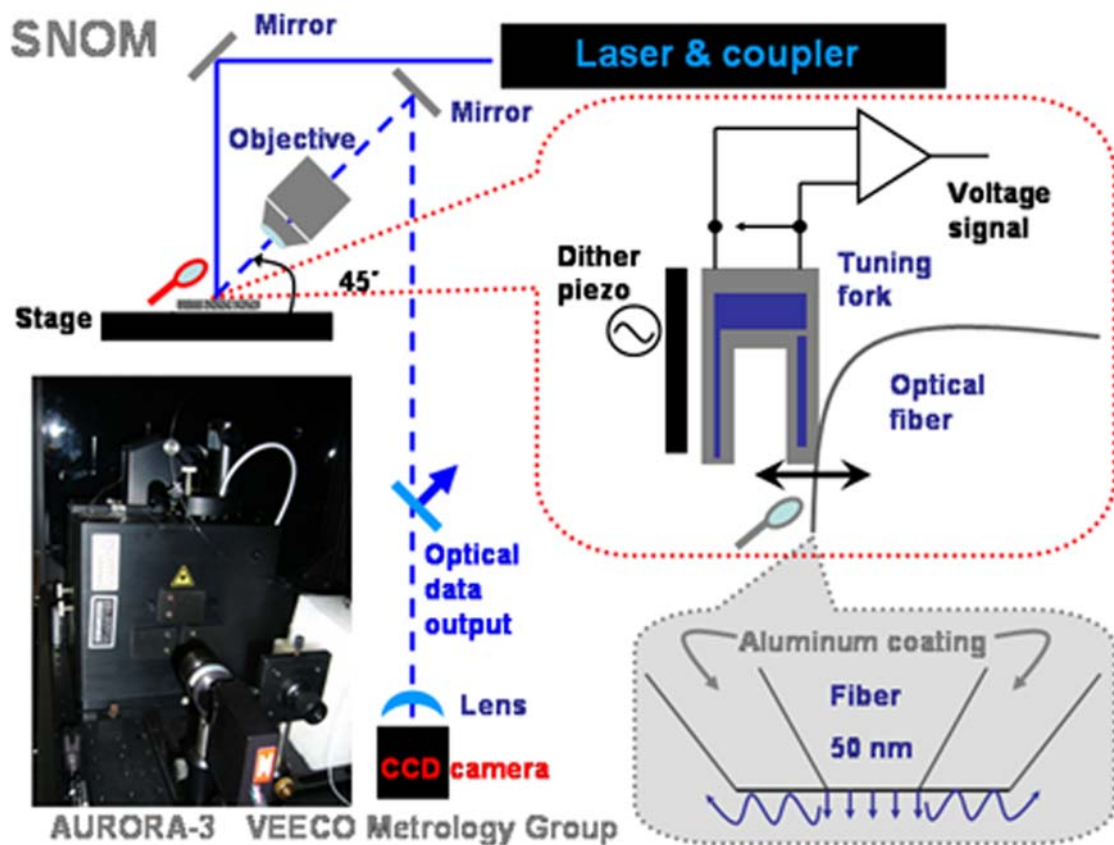 SNOM
Mirror
Laser & coupler
Mirror
Objective
45°
Stage
Voltage
signal
Dither
piezo
Tuning
fork
Optical
fiber
Optical
data
output
Lens
CCD camera
Aluminum coating
Fiber
50 nm
AURORA-3 VEECO Metrology Group